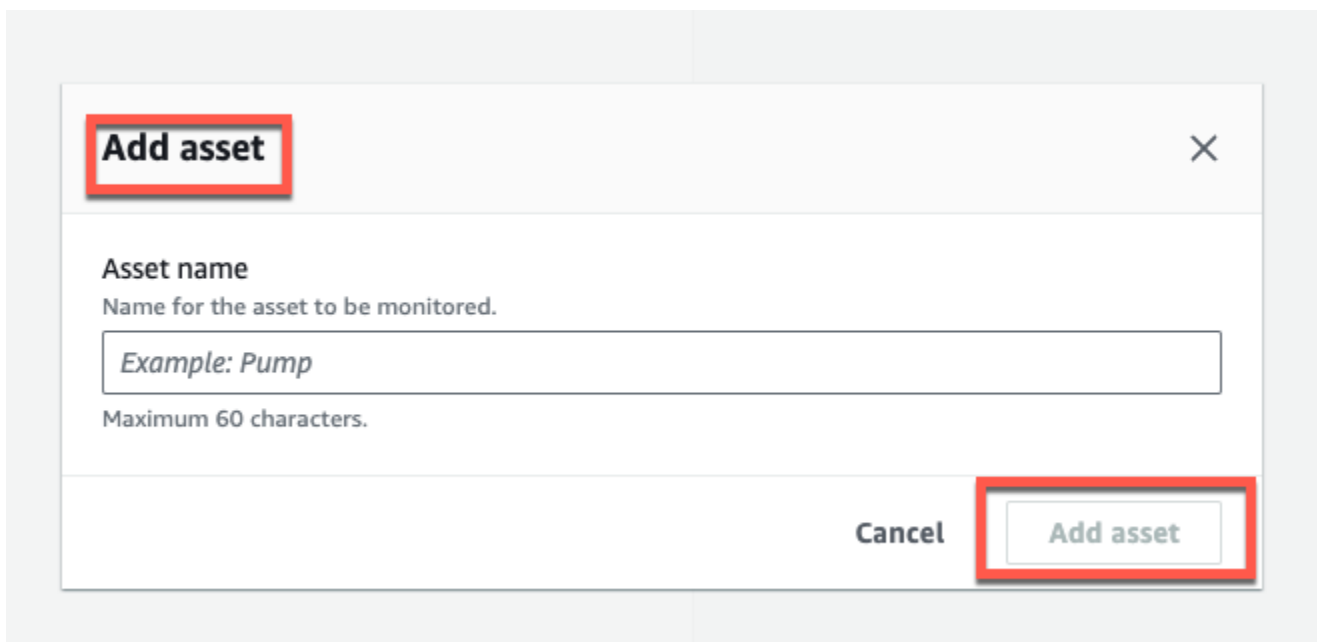 Add asset
Asset name
Name for the asset to be monitored.
Example: Pump
Maximum 60 characters.
Cancel
Add asset